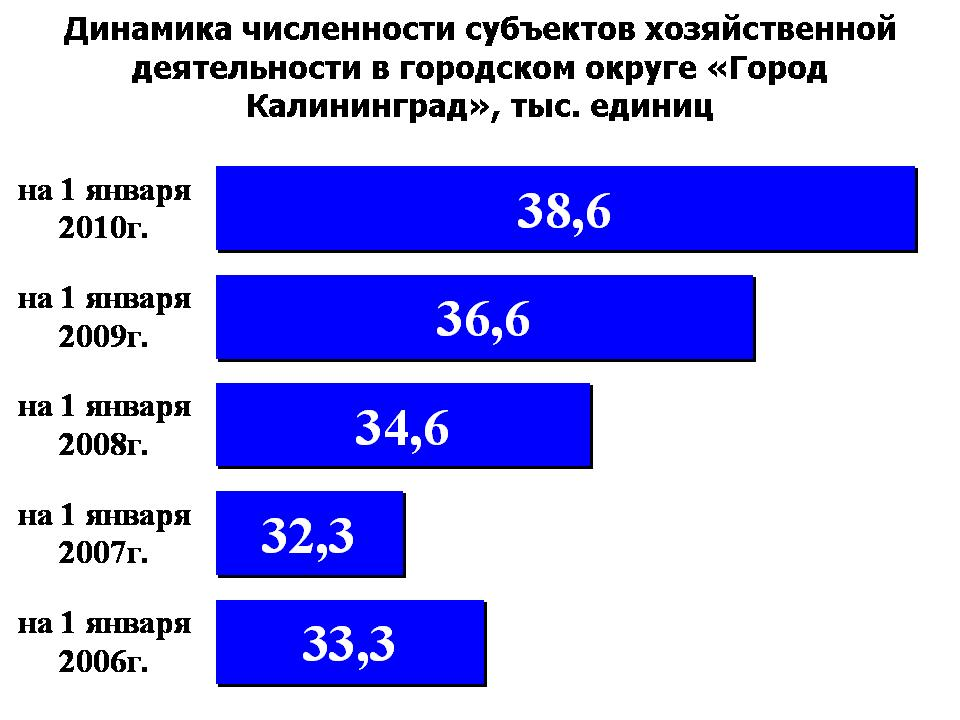 Динамика численности субъектов хозяйственной
деятельности в городском округе «Город
Калининград», тыс. единиц
на 1 января
2010г.
38,6
на 1 января
2009г.
36,6
на 1 января
2008г.
34,6
на 1 января
2007г.
32,3
на 1 января
2006г.
33,3